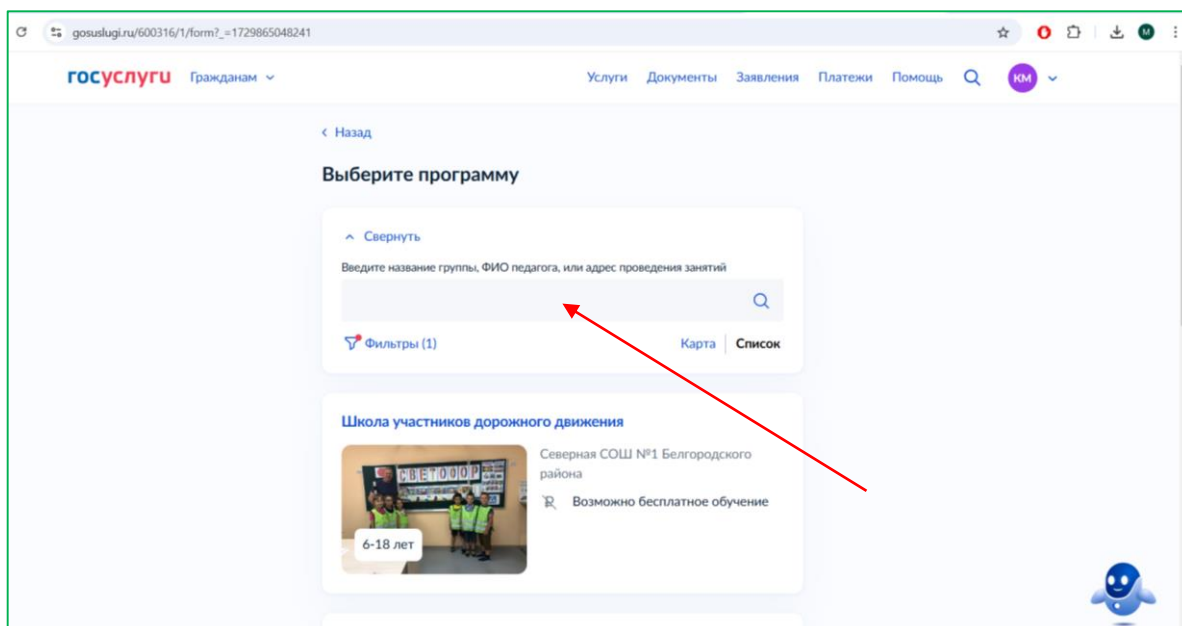 gosuslugi.ru/600316/1/form?_=1729865048241
М
госуслуги Гражданам Услуги Документы Заявления Платежи Помощь КМ
Назад
Выберите программу
Свернуть
Введите название группы, ФИО педагога, или адрес проведения занятий
Фильтры (1) Карта Список
Школа участников дорожного движения
Северная СОШ №1 Белгородского
района
Возможно бесплатное обучение
СВЕТОФОР
6-18 лет